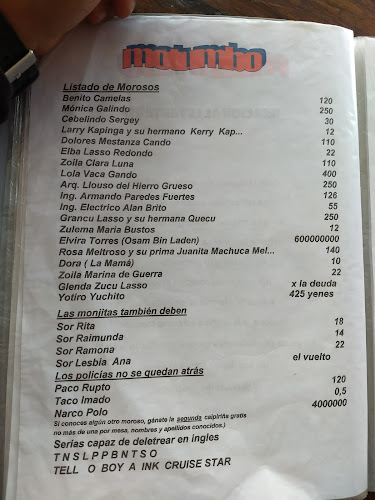 motumbo
Listado de Morosos
Benito Camelas 120
Mónica Galindo 250
Cebelindo Sergey 30
Larry Kapinga y su hermano Kerry Kap... 12
Dolores Mestanza Cando 110
Elba Lasso Redondo 22
Zoila Clara Luna 110
Lola Vaca Gando 400
Arq. Llouso del Hierro Grueso 250
Ing. Armando Paredes Fuertes 126
Ing. Electrico Alan Brito 55
Grancu Lasso y su hermana Quecu 250
Zulema Maria Bustos 12
Elvira Torres (Osam Bin Laden) 600000000
Rosa Meltroso y su prima Juanita Machuca Mel... 140
Dora ( La Mamá) 10
Zoila Marina de Guerra 22
Glenda Zucu Lasso x la deuda
Yotiro Yuchito 425 yenes
Las monjitas también deben
Sor Rita 18
Sor Raimunda 14
Sor Ramona 22
Sor Lesbia Ana el vuelto
Los policías no se quedan atrás
Paco Rupto 120
Taco Imado 0,5
Narco Polo 4000000
Si conoces algún otro moroso, gánate la segunda caipiriña gratis
no más de una por mesa, nombres y apellidos conocidos.)
Serías capaz de deletrear en ingles
T N S L P P B N T S O
TELL O BOY A INK CRUISE STAR